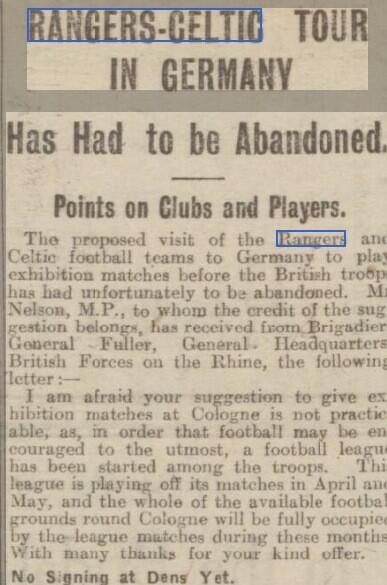 RANGERS-CELTIC TOUR
IN GERMANY
Has Had to be Abandoned.
Points on Clubs and Players.
The proposed visit of the Rangers and
Celtic football teams to Germany to play
exhibition matches before the British troops
has had unfortunately to be abandoned. Mr
Nelson, M.P., to whom the credit of the sug
gestion belongs, has received from Brigadier
General Fuller, General Headquarters
British Forces on the Rhine, the following
letter:—
I am afraid your suggestion to give ex
hibition matches at Cologne is not practic
able, as, in order that football may be en
couraged to the utmost, a football league
has been started among the troops. This
league is playing off its matches in April and
May, and the whole of the available football
grounds round Cologne will be fully occupied
by the league matches during these months
With many thanks for your kind offer.
No Signing at Dens Yet.